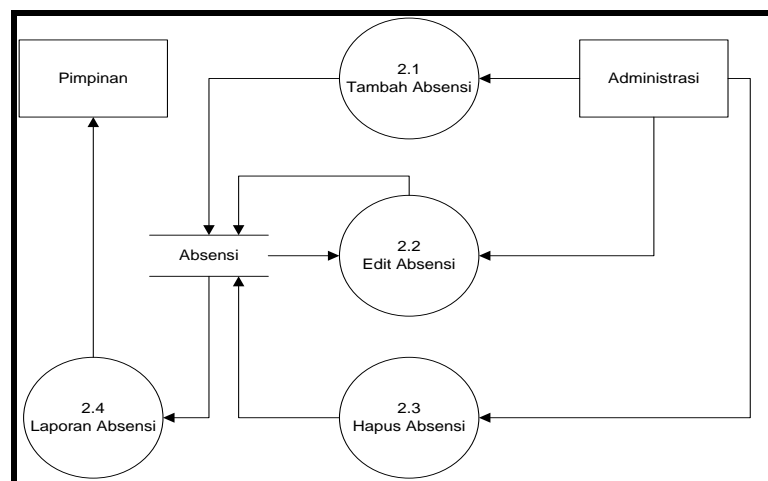 Pimpinan
2.1
Tambah Absensi
Administrasi
Absensi
2.2
Edit Absensi
2.4
Laporan Absensi
2.3
Hapus Absensi